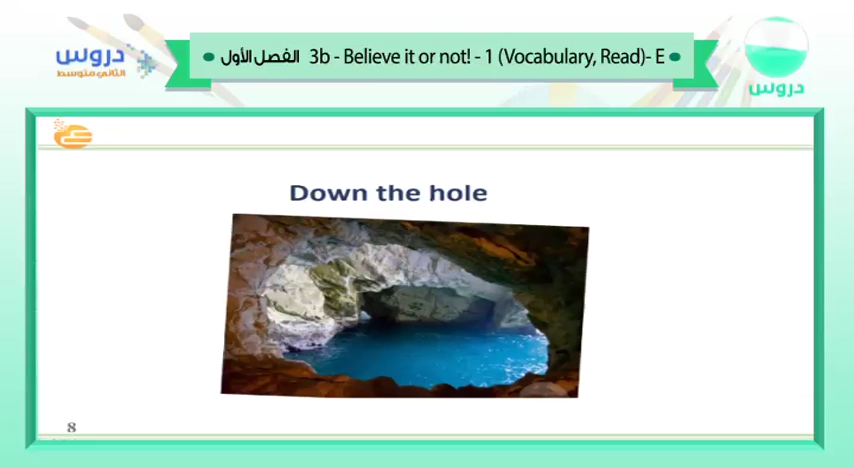 دروس
الثاني متوسط
3b - Believe it or not! - 1 (Vocabulary, Read)- E الفصل الأول
دروس
Down the hole
8